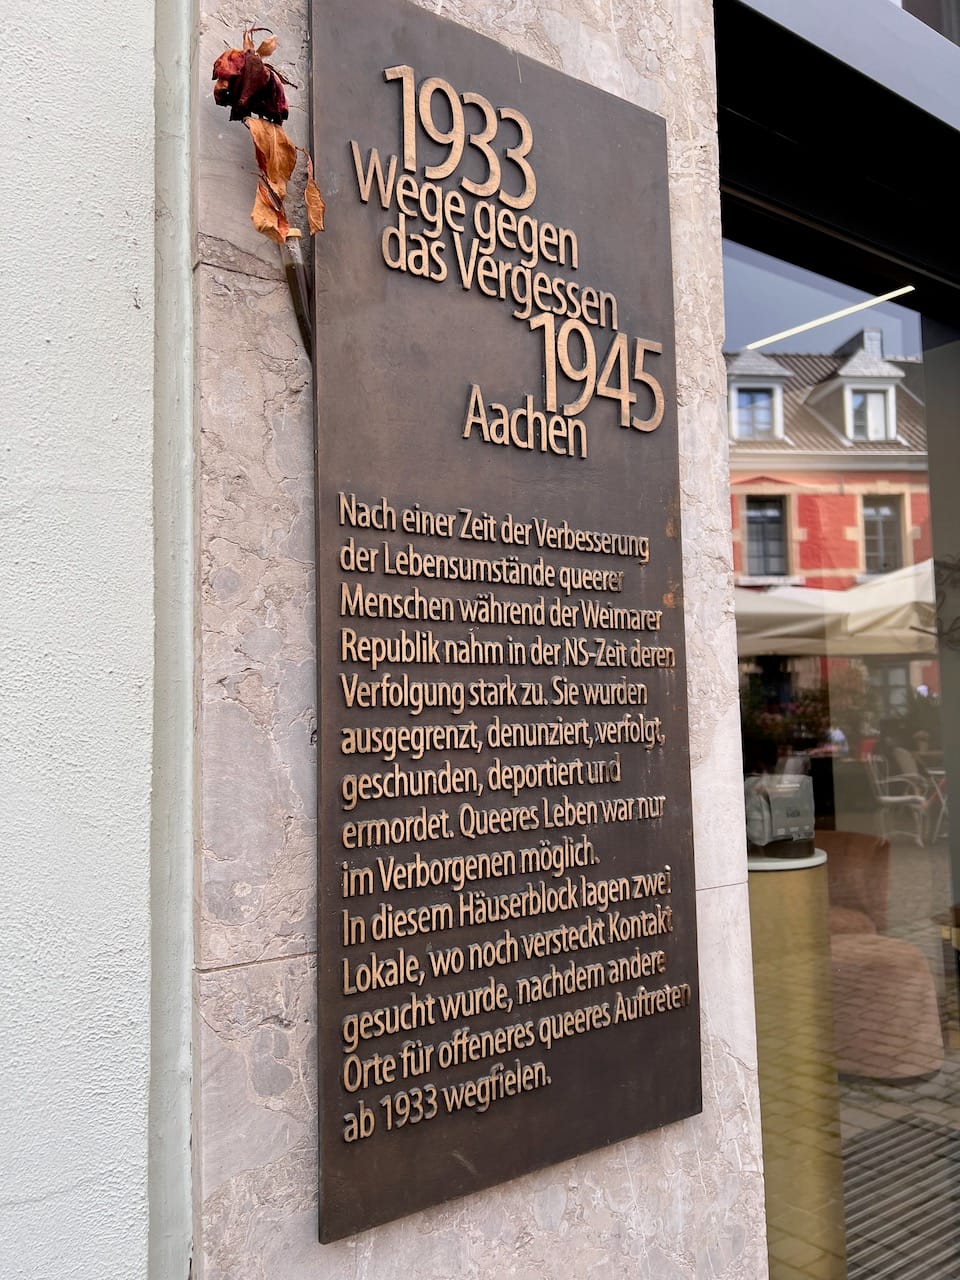 1933
Wege gegen
das Vergessen
1945
Aachen
Nach einer Zeit der Verbesserung
der Lebensumstände queerer
Menschen während der Weimarer
Republik nahm in der NS-Zeit deren
Verfolgung stark zu. Sie wurden
ausgegrenzt, denunziert, verfolgt,
geschunden, deportiert und
ermordet. Queeres Leben war nur
im Verborgenen möglich.
In diesem Häuserblock lagen zwei
Lokale, wo noch versteckt Kontakt
gesucht wurde, nachdem andere
Orte für offeneres queeres Auftreten
ab 1933 wegfielen.